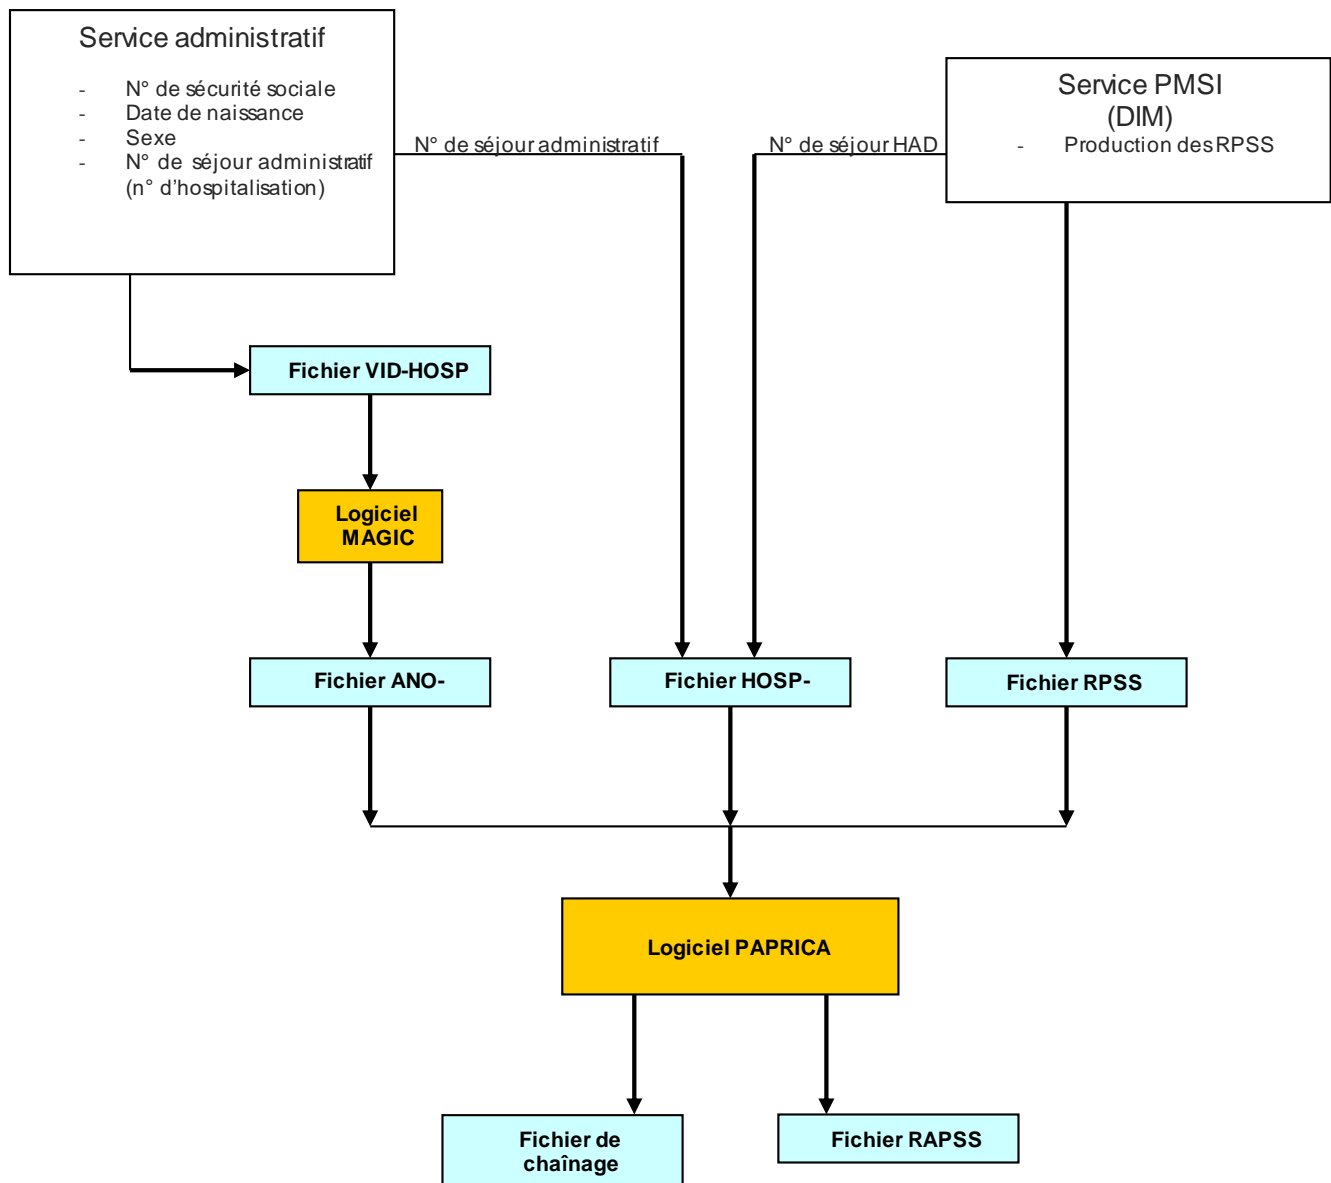 Service administratif
- N° de sécurité sociale
- Date de naissance
- Sexe
- N° de séjour administratif
(n° d'hospitalisation)
N° de séjour administratif
N° de séjour HAD
Service PMSI
(DIM)
- Production des RPSS
Fichier VID-HOSP
Logiciel
MAGIC
Fichier ANO-
Fichier HOSP-
Fichier RPSS
Logiciel PAPRICA
Fichier de
chaînage
Fichier RAPSS